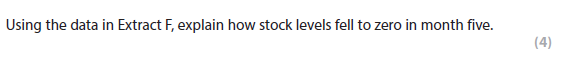 Using the data in Extract F, explain how stock levels fell to zero in month five.
(4)